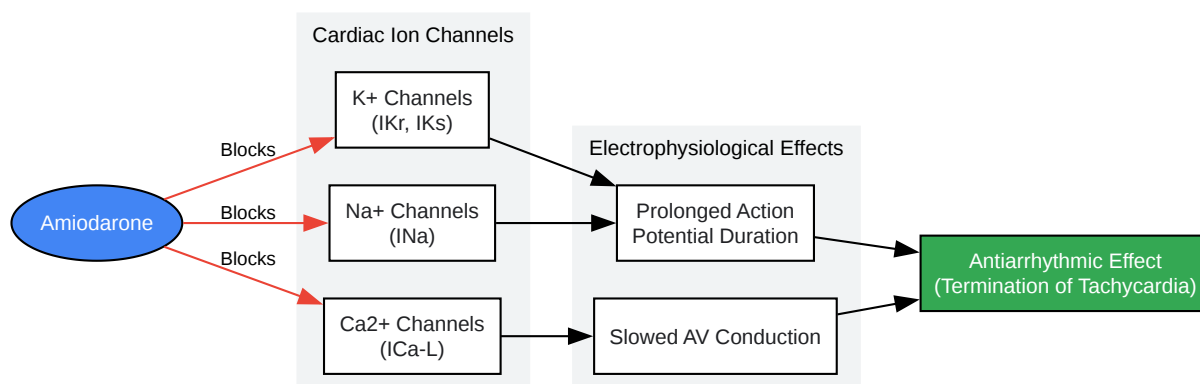 Cardiac Ion Channels
K+ Channels
(IKr, IKs)
Blocks
Electrophysiological Effects
Amiodarone
Blocks
Na+ Channels
(INa)
Prolonged Action
Potential Duration
Blocks
Antiarrhythmic Effect
(Termination of Tachycardia)
Ca2+ Channels
(ICa-L)
Slowed AV Conduction